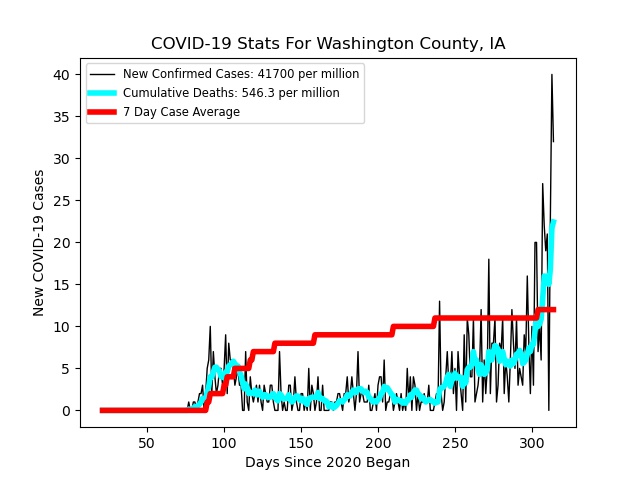 COVID-19 Stats For Washington County, IA
New Confirmed Cases: 41700 per million
Cumulative Deaths: 546.3 per million
7 Day Case Average
New COVID-19 Cases
40
35
30
25
20
15
10
5
0
50 100 150 200 250 300
Days Since 2020 Began